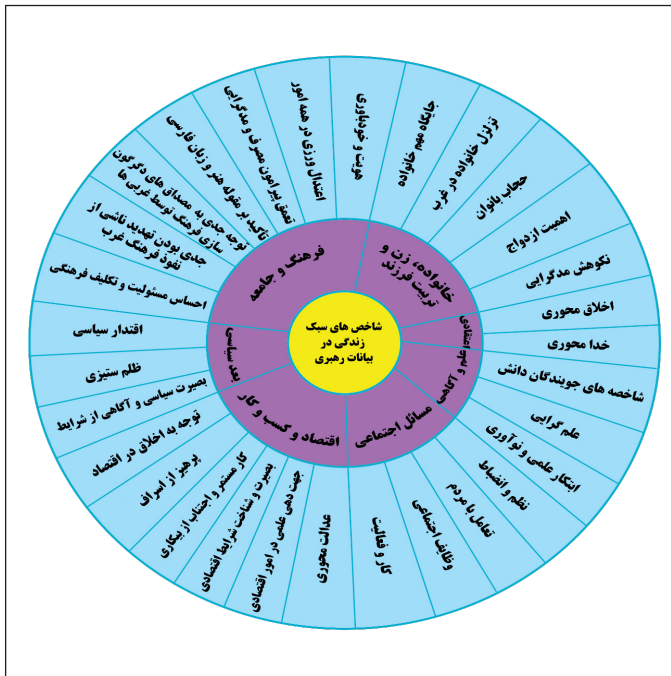 شاخص های سبک
زندگی در
بیانات رهبری
خانواده، زن و
تربیت فرزند
اعتقادی
علم و آگاهی
مسائل اجتماعی
اقتصاد و کسب و کار
بعد سیاسی
فرهنگ و جامعه
جایگاه مهم خانواده
تزلزل خانواده در غرب
حجاب بانوان
اهمیت ازدواج
نکوهش مدگرایی
اخلاق محوری
خدا محوری
شاخصه های جویندگان دانش
علم گرایی
ابتکار علمی و نوآوری
نظم و انضباط
تعامل با مردم
وظایف اجتماعی
کار و فعالیت
عدالت محوری
جهت دهی علمی در امور اقتصادی
بصیرت و شناخت شرایط اقتصادی
کار مستمر و اجتناب از بیکاری
پرهیز از اسراف
توجه به اخلاق در اقتصاد
بصیرت سیاسی و آگاهی از شرایط
ظلم ستیزی
اقتدار سیاسی
احساس مسئولیت و تکلیف فرهنگی
جدی بودن تهدید ناشی از
نفوذ فرهنگ غرب
توجه جدی به مصداق های دگرگون
سازی فرهنگ توسط غربی ها
تأکید بر مقوله هنر و زبان فارسی
تعمق پیرامون مصرف و مدگرایی
اعتدال ورزی در همه امور
هویت و خودباوری